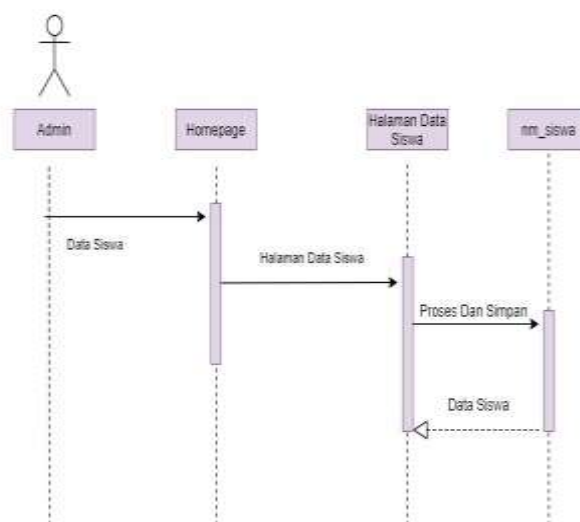 Admin
Homepage
Halaman Data
Siswa
nm_siswa
Data Siswa
Halaman Data Siswa
Proses Dan Simpan
Data Siswa